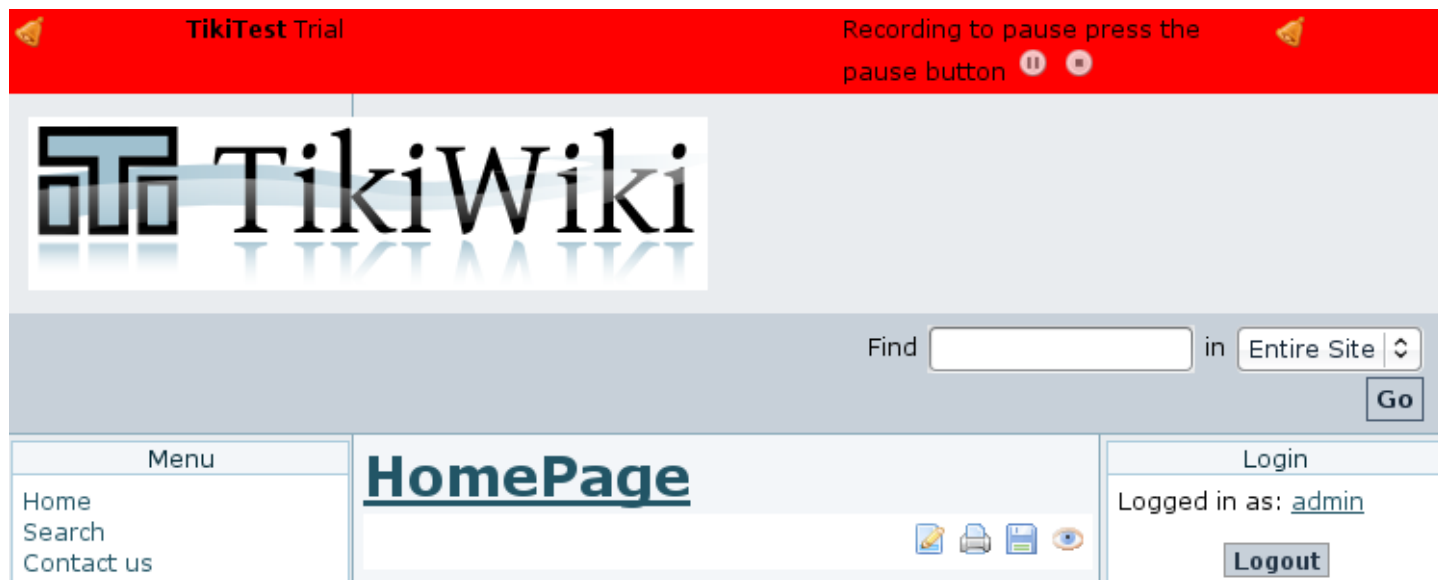 TikiTest Trial
Recording to pause press the
pause button
TikiWiki
Find
in Entire Site
Go
Menu
Home
Search
Contact us
HomePage
Login
Logged in as: admin
Logout